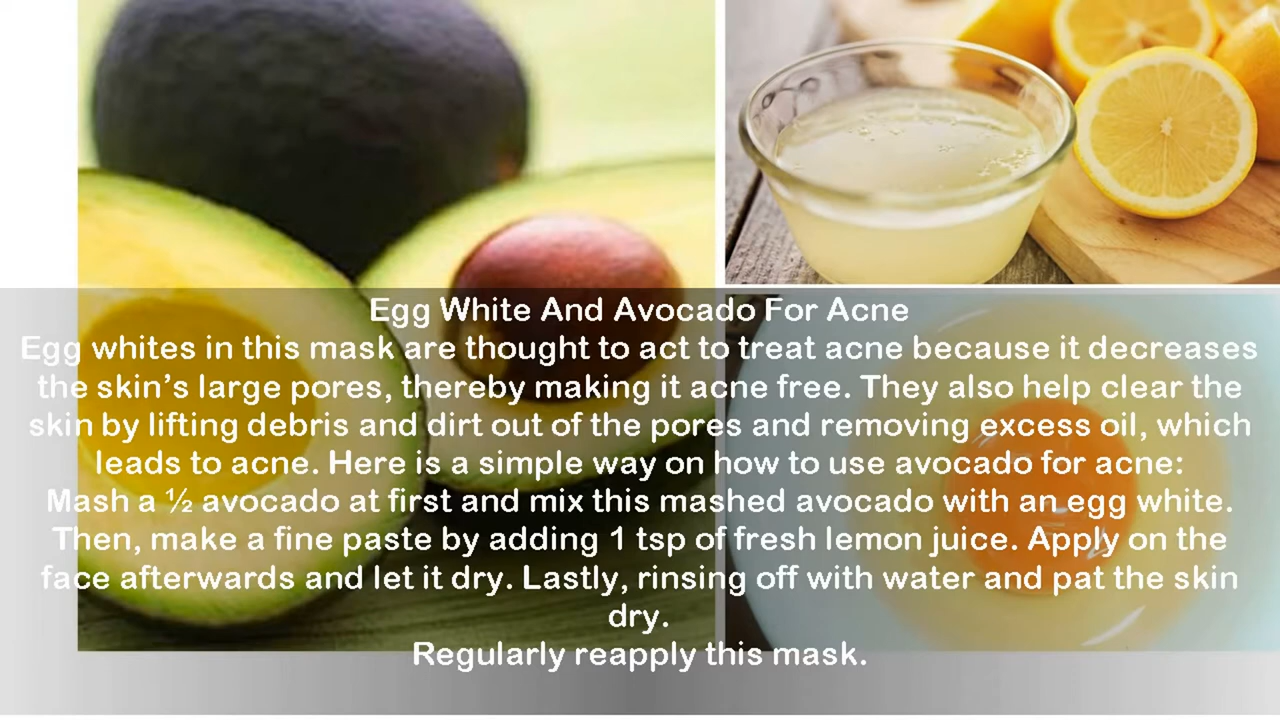 Egg White And Avocado For Acne
Egg whites in this mask are thought to act to treat acne because it decreases
the skin’s large pores, thereby making it acne free. They also help clear the
skin by lifting debris and dirt out of the pores and removing excess oil, which
leads to acne. Here is a simple way on how to use avocado for acne:
Mash a ½ avocado at first and mix this mashed avocado with an egg white.
Then, make a fine paste by adding 1 tsp of fresh lemon juice. Apply on the
face afterwards and let it dry. Lastly, rinsing off with water and pat the skin
dry.
Regularly reapply this mask.